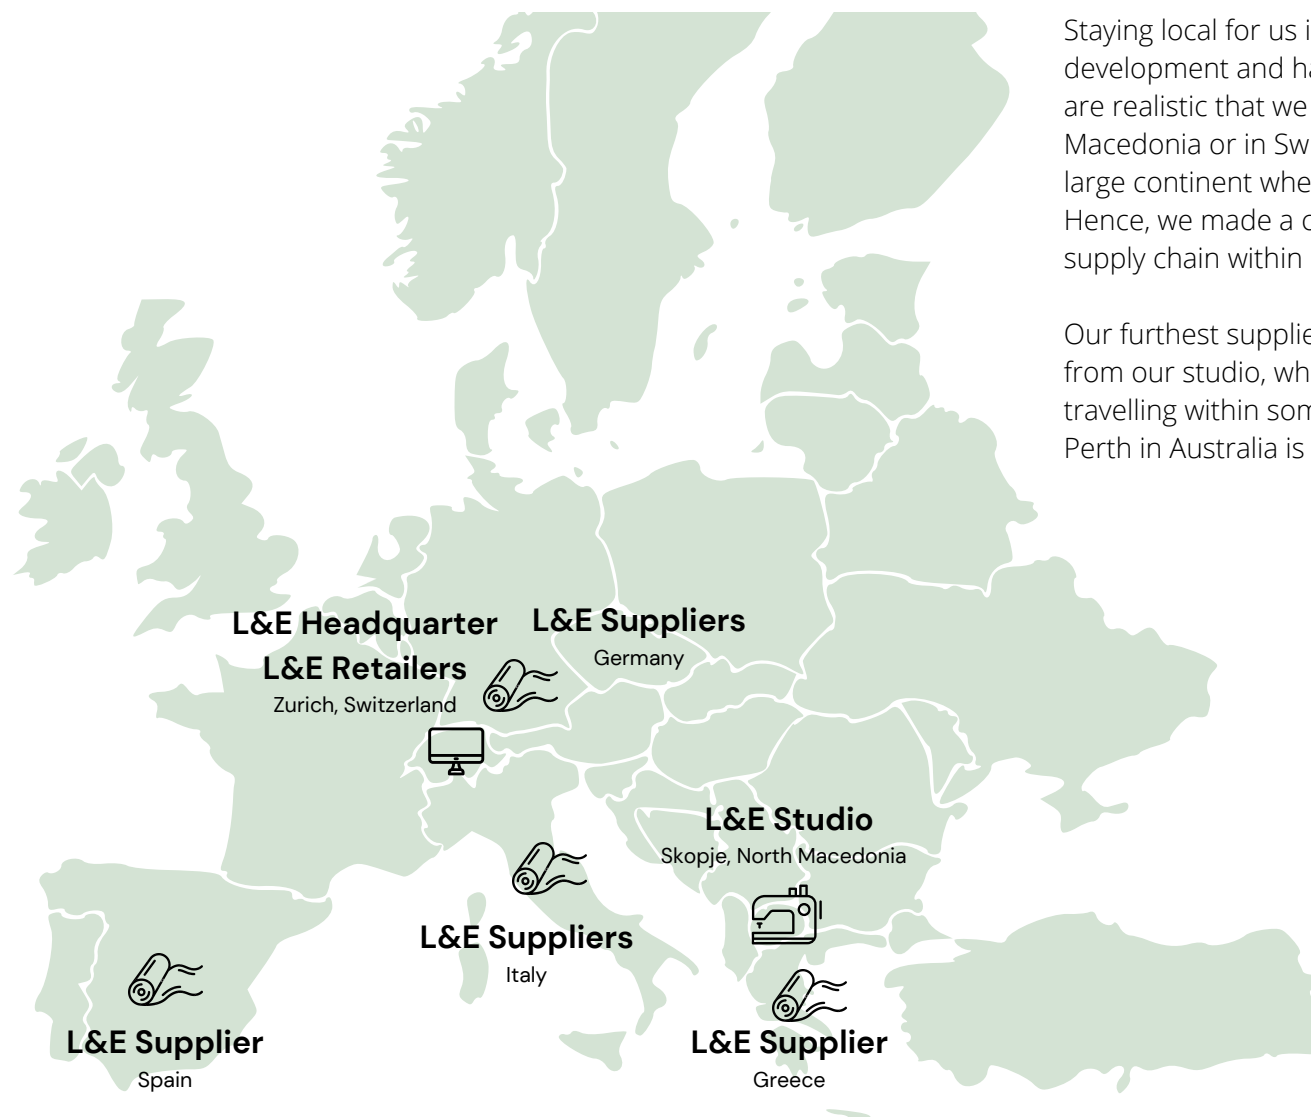 Staying local for us i
development and ha
are realistic that we
Macedonia or in Sw
large continent whe
Hence, we made a c
supply chain within
Our furthest supplie
from our studio, wh
travelling within som
Perth in Australia is
L&E Headquarter
L&E Retailers
Zurich, Switzerland
L&E Suppliers
Germany
L&E Studio
Skopje, North Macedonia
L&E Suppliers
Italy
L&E Supplier
Spain
L&E Supplier
Greece